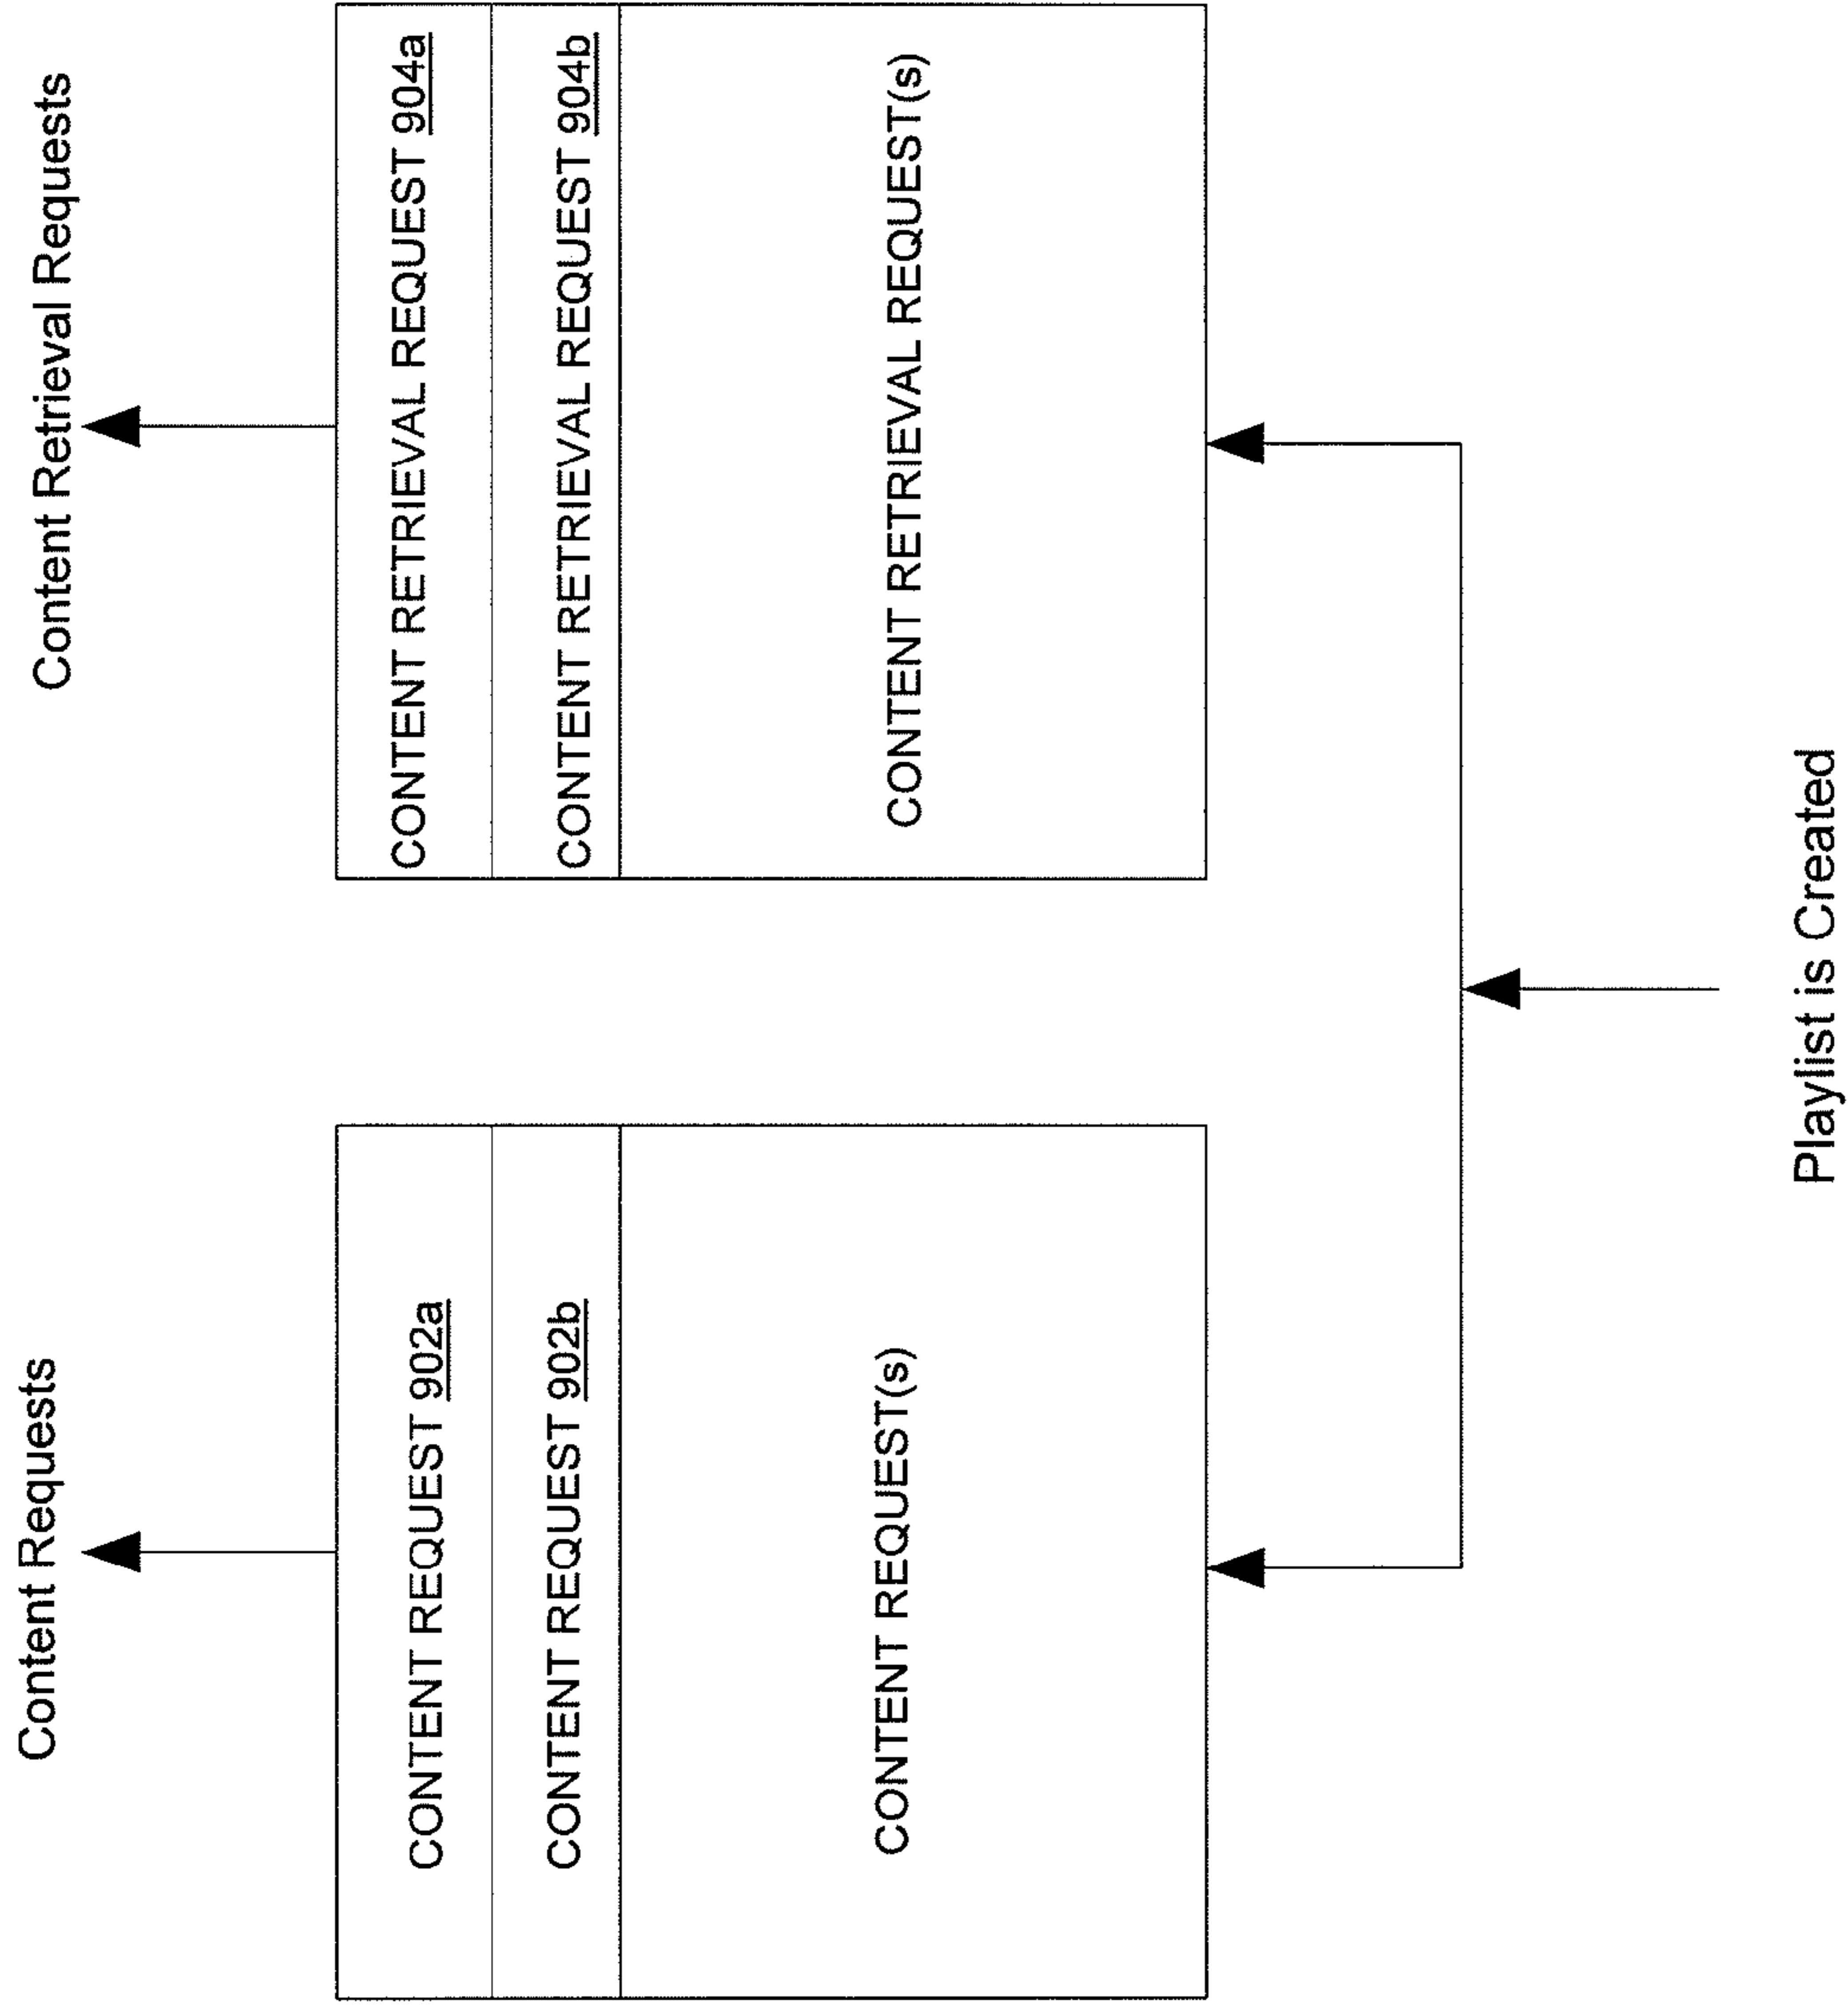 Content Requests
CONTENT REQUEST 902a
CONTENT REQUEST 902b
CONTENT REQUEST(s)
Content Retrieval Requests
CONTENT RETRIEVAL REQUEST 904a
CONTENT RETRIEVAL REQUEST 904b
CONTENT RETRIEVAL REQUEST(s)
Playlist is Created